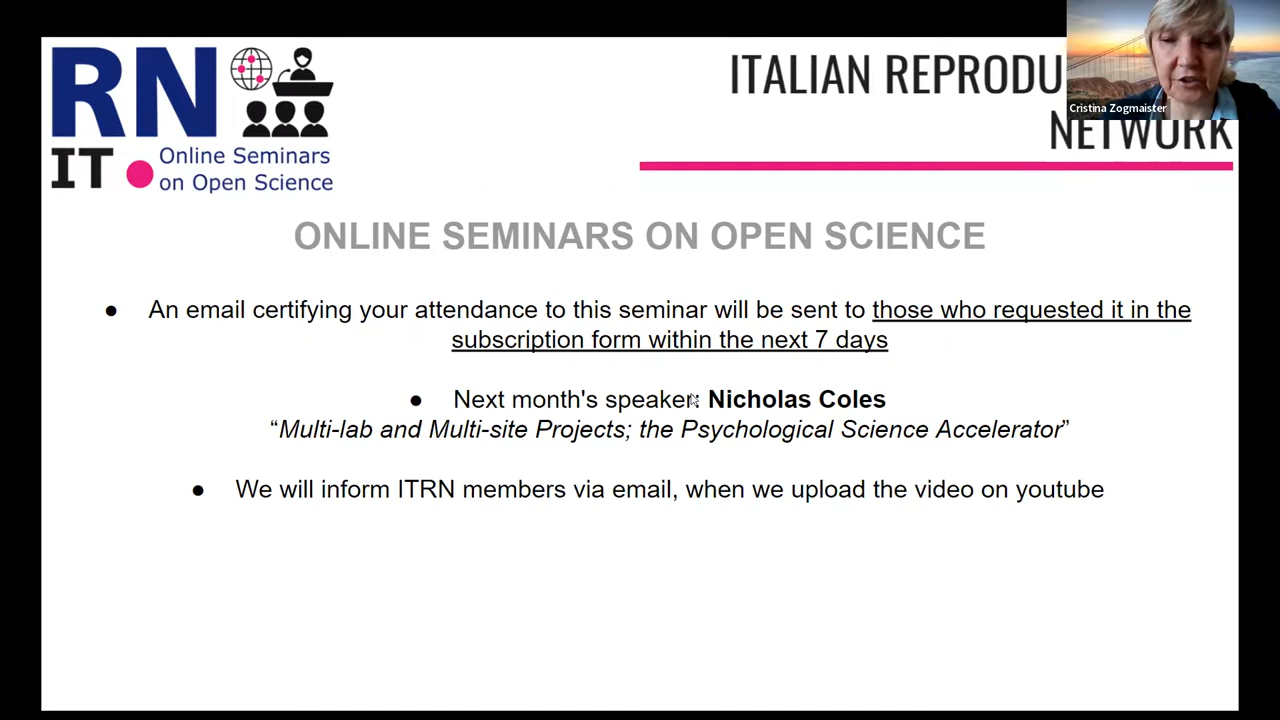 RN
IT
Online Seminars
on Open Science
ITALIAN REPRODU
NETWORK
Cristina Zogmaister
ONLINE SEMINARS ON OPEN SCIENCE
● An email certifying your attendance to this seminar will be sent to those who requested it in the
subscription form within the next 7 days
● Next month's speaker: Nicholas Coles
“Multi-lab and Multi-site Projects; the Psychological Science Accelerator”
● We will inform ITRN members via email, when we upload the video on youtube